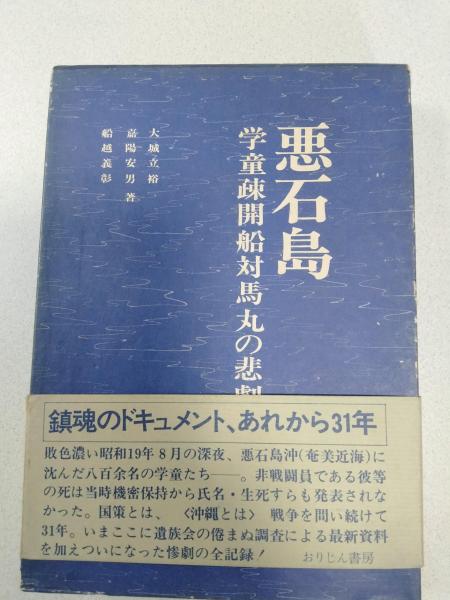 悪石島
学童疎開船対馬丸の悲劇
大城立裕
嘉陽安男 著
船越義彰
鎮魂のドキュメント、あれから31年
敗色濃い昭和19年8月の深夜、悪石島沖(奄美近海)に
沈んだ八百余名の学童たち——。非戦闘員である彼等
の死は当時機密保持から氏名・生死すらも発表されな
かった。国策とは、〈沖縄とは〉戦争を問い続けて
31年。いまここに遺族会の倦まぬ調査による最新資料
を加えついになった惨劇の全記録!
おりじん書房